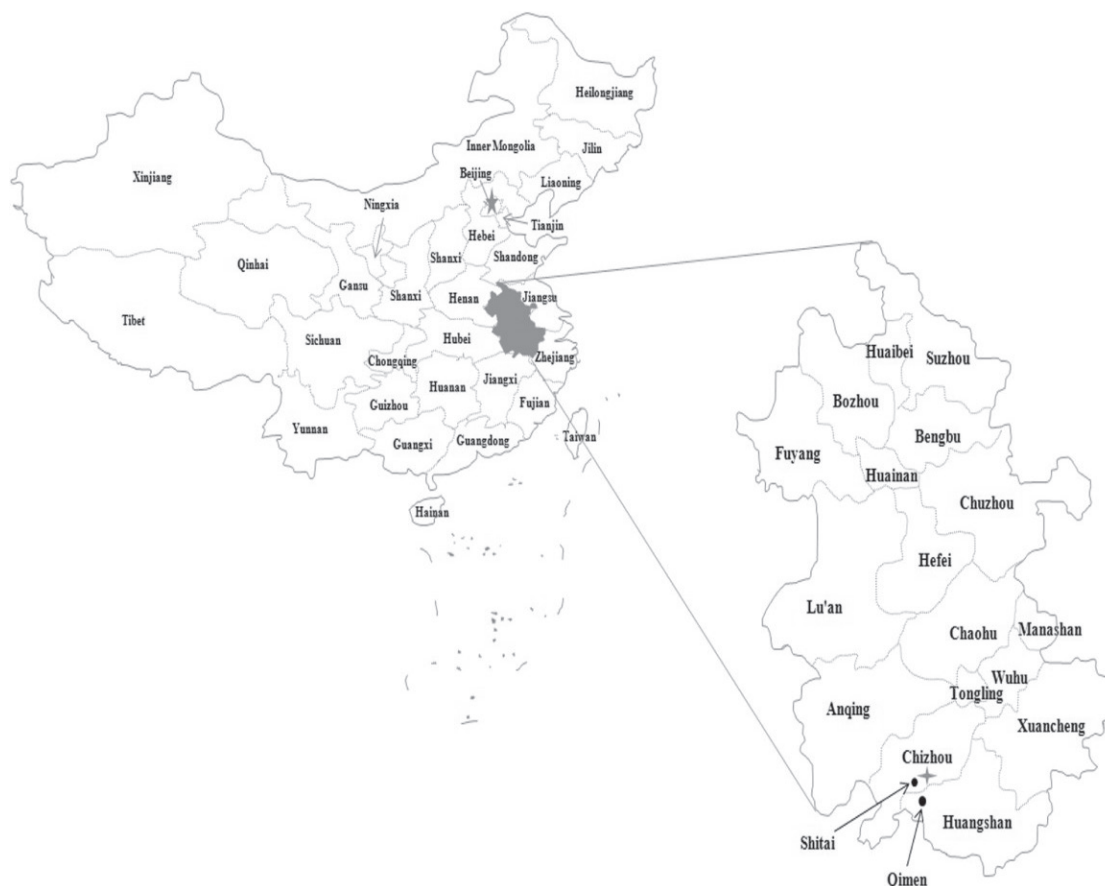 Heilongjiang
Inner Mongolia
Jilin
Beijing
Liaoning
Xinjiang
Ningxia
Tianjin
Hebei
Shanxi
Shandong
Qinhai
Gansu
Shanxi
Henan
Jiangsu
Tibet
Sichuan
Hubei
Chongqing
Zhejiang
Huanan
Jiangxi
Guizhou
Fujian
Yunnan
Guangxi
Guangdong
Taiwan
Hainan
Huaibei
Suzhou
Bozhou
Bengbu
Fuyang
Huainan
Chuzhou
Hefei
Lu'an
Chaohu
Manashan
Wuhu
Tongling
Anqing
Xuancheng
Chizhou
Huangshan
Shitai
Qimen